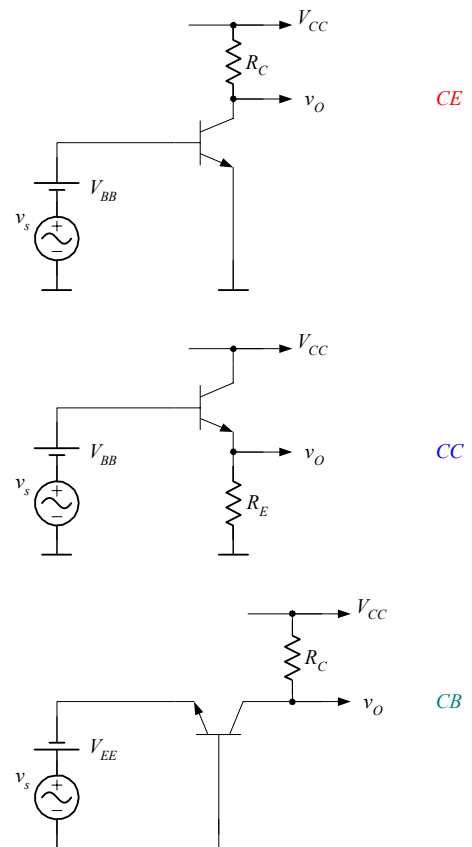 V_CC
R_C
v_O
CE
V_BB
v_s
+
−
V_CC
v_O
CC
V_BB
v_s
+
−
R_E
V_CC
R_C
v_O
CB
V_EE
v_s
+
−